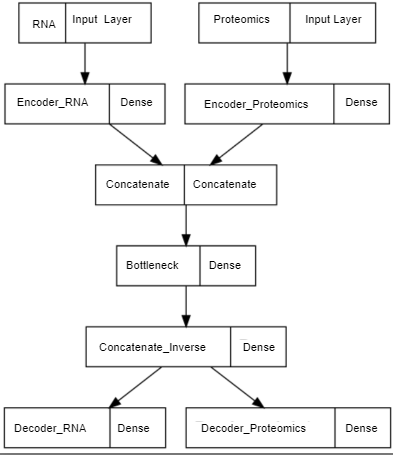 RNA Input Layer Proteomics Input Layer
Encoder_RNA Dense Encoder_Proteomics Dense
Concatenate Concatenate
Bottleneck Dense
Concatenate_Inverse Dense
Decoder_RNA Dense Decoder_Proteomics Dense